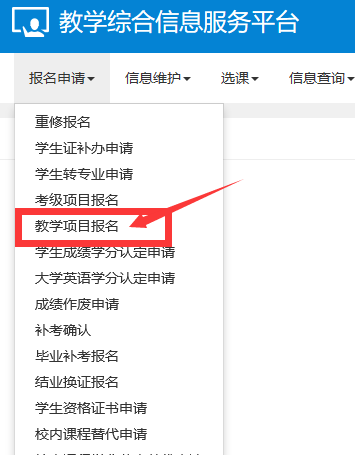 教学综合信息服务平台
报名申请 信息维护 选课 信息查询
重修报名
学生证补办申请
学生转专业申请
考级项目报名
教学项目报名
学生成绩学分认定申请
大学英语学分认定申请
成绩作废申请
补考确认
毕业补考报名
结业换证报名
学生资格证书申请
校内课程替代申请